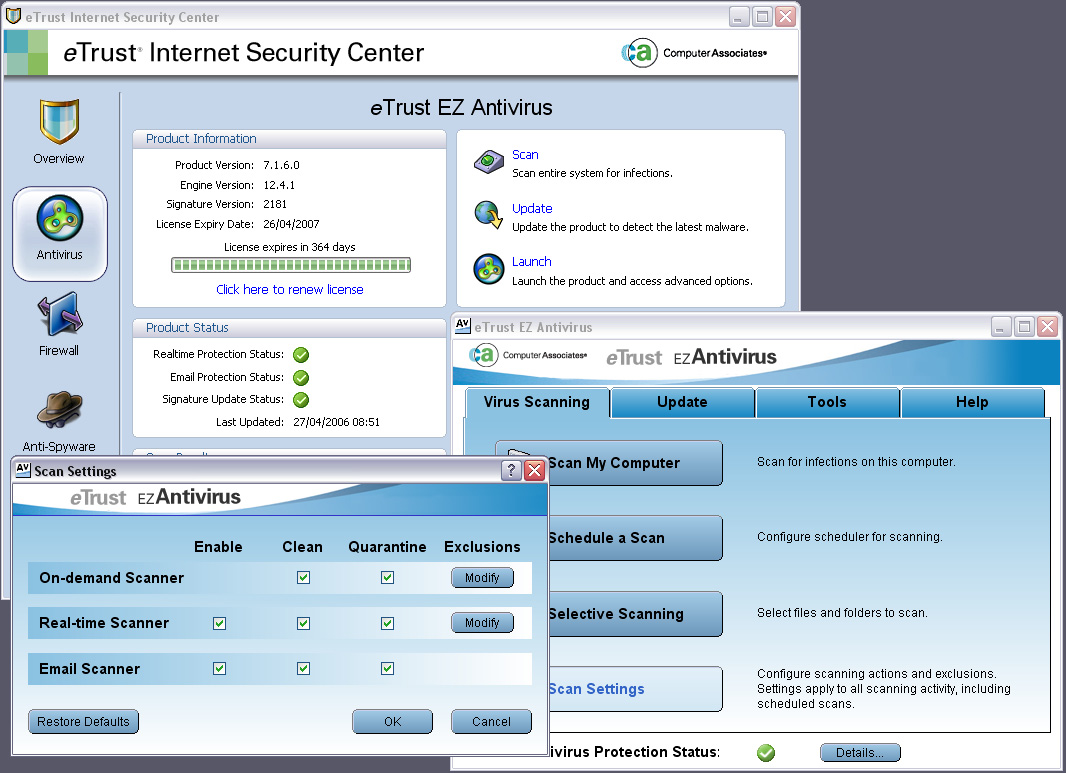 eTrust Internet Security Center
eTrust® Internet Security Center
ca Computer Associates®
Overview
Antivirus
Firewall
Anti-Spyware
eTrust EZ Antivirus
Product Information
Product Version: 7.1.6.0
Engine Version: 12.4.1
Signature Version: 2181
License Expiry Date: 26/04/2007
License expires in 364 days
Click here to renew license
Scan
Scan entire system for infections.
Update
Update the product to detect the latest malware.
Launch
Launch the product and access advanced options.
Product Status
Realtime Protection Status:
Email Protection Status:
Signature Update Status:
Last Updated: 27/04/2006 08:51
AV eTrust EZ Antivirus
ca Computer Associates® eTrust EZ Antivirus
Virus Scanning Update Tools Help
Scan My Computer Scan for infections on this computer.
Schedule a Scan Configure scheduler for scanning.
Selective Scanning Select files and folders to scan.
Scan Settings
Configure scanning actions and exclusions.
Settings apply to all scanning activity, including
scheduled scans.
ivirus Protection Status: Details...
AV Scan Settings ?
eTrust EZ Antivirus
Enable Clean Quarantine Exclusions
On-demand Scanner Modify
Real-time Scanner Modify
Email Scanner
Restore Defaults OK Cancel